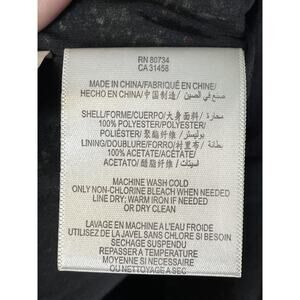 RN 80734
CA 31458
MADE IN CHINA/FABRIQUÉ EN CHINE/
HECHO EN CHINA/中国制造/ صنع في الصين
SHELL/FORME/CUERPO/大身面料/ محارة/
100% POLYESTER/POLYESTER/
POLIÉSTER/聚酯纤维/ بوليستر
LINING/DOUBLURE/FORRO/衬里布/ بطانة/
100% ACETATE/ACETATE/
ACETATO/醋酯纤维/ اسيتات
MACHINE WASH COLD
ONLY NON-CHLORINE BLEACH WHEN NEEDED
LINE DRY; WARM IRON IF NEEDED
OR DRY CLEAN
LAVAGE EN MACHINE A L'EAU FROIDE
UTILISEZ DE LA JAVEL SANS CHLORE SI BESOIN
SECHAGE SUSPENDU
REPASSER A TEMPERATURE
MOYENNE SI NECESSAIRE
OU NETTOYAGE A SEC